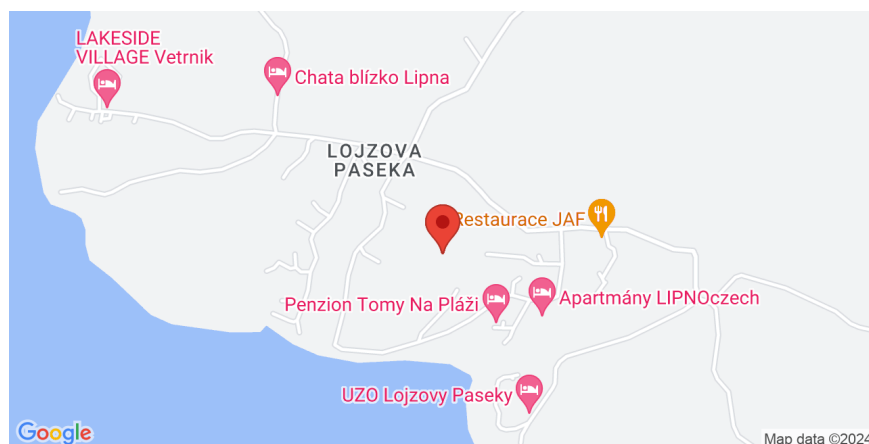 LAKESIDE
VILLAGE Vetrnik
Chata blízko Lipna
LOJZOVA
PASEKA
Restaurace JAF
Penzion Tomy Na Pláži
Apartmány LIPNOczech
UZO Lojzovy Paseky
Google
Map data ©2024